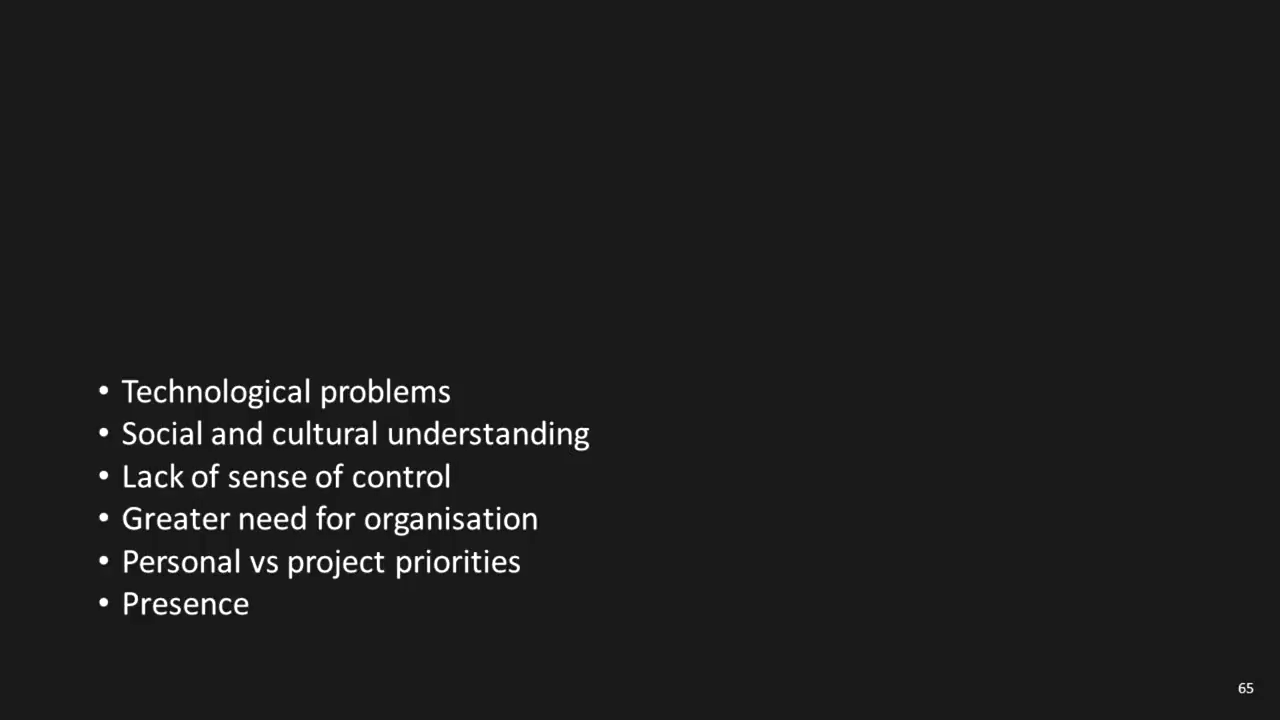 • Technological problems
• Social and cultural understanding
• Lack of sense of control
• Greater need for organisation
• Personal vs project priorities
• Presence
65